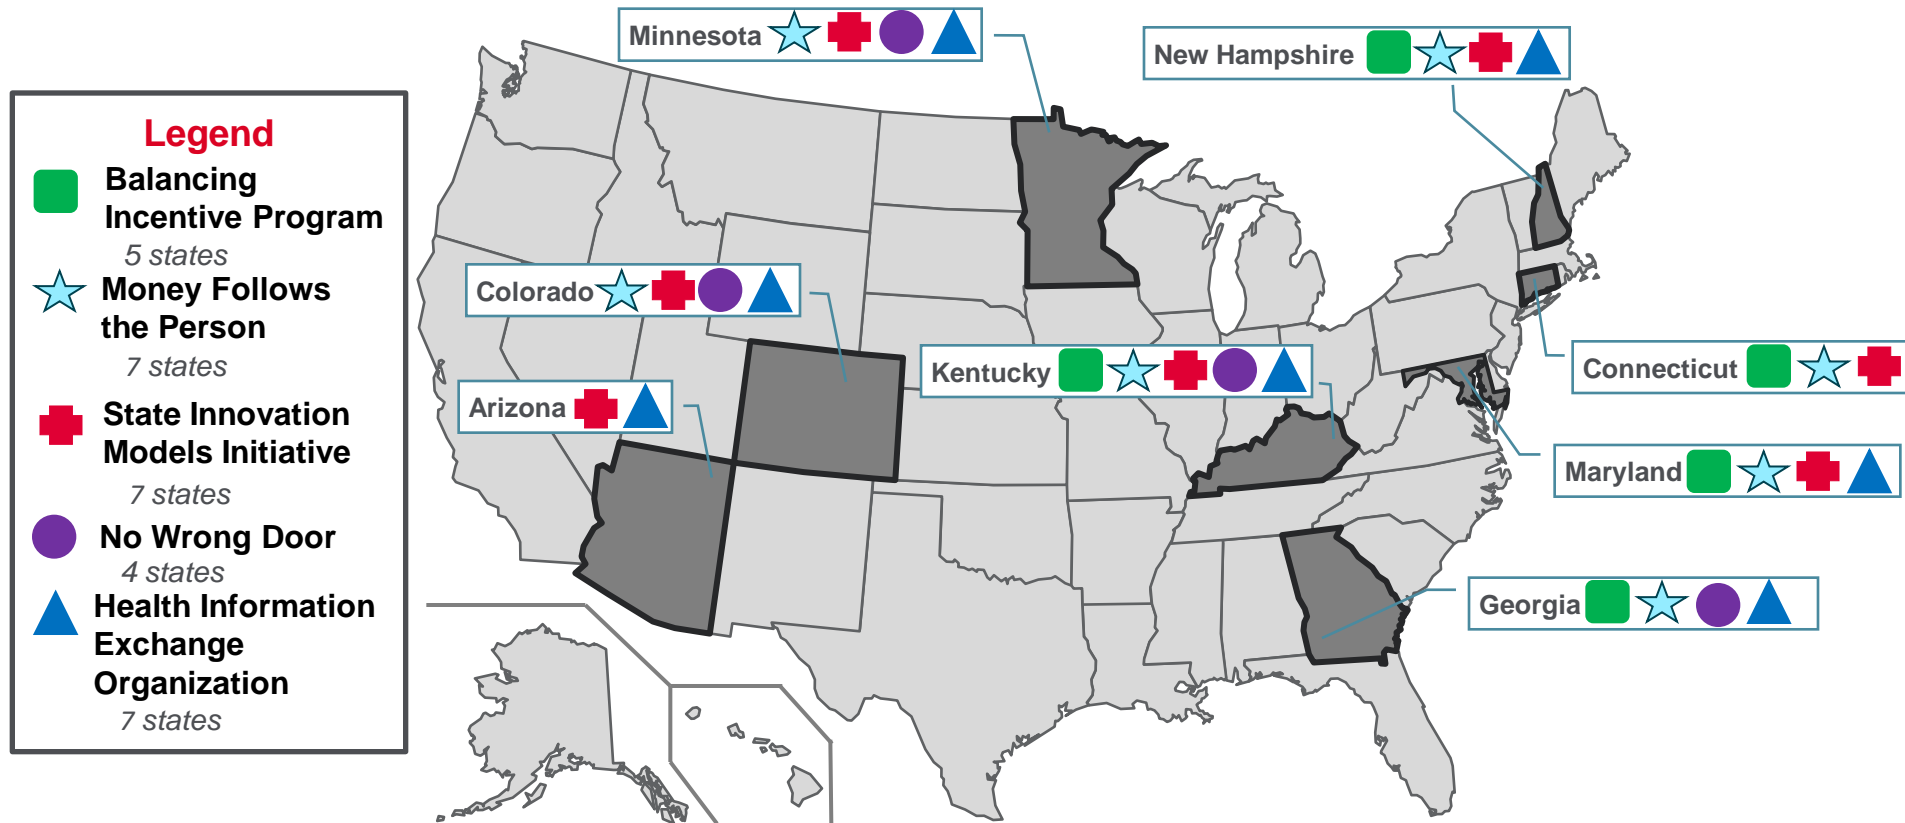 Minnesota
New Hampshire
Legend
Balancing
Incentive Program
5 states
Money Follows
the Person
7 states
State Innovation
Models Initiative
7 states
No Wrong Door
4 states
Health Information
Exchange
Organization
7 states
Colorado
Arizona
Kentucky
Connecticut
Maryland
Georgia